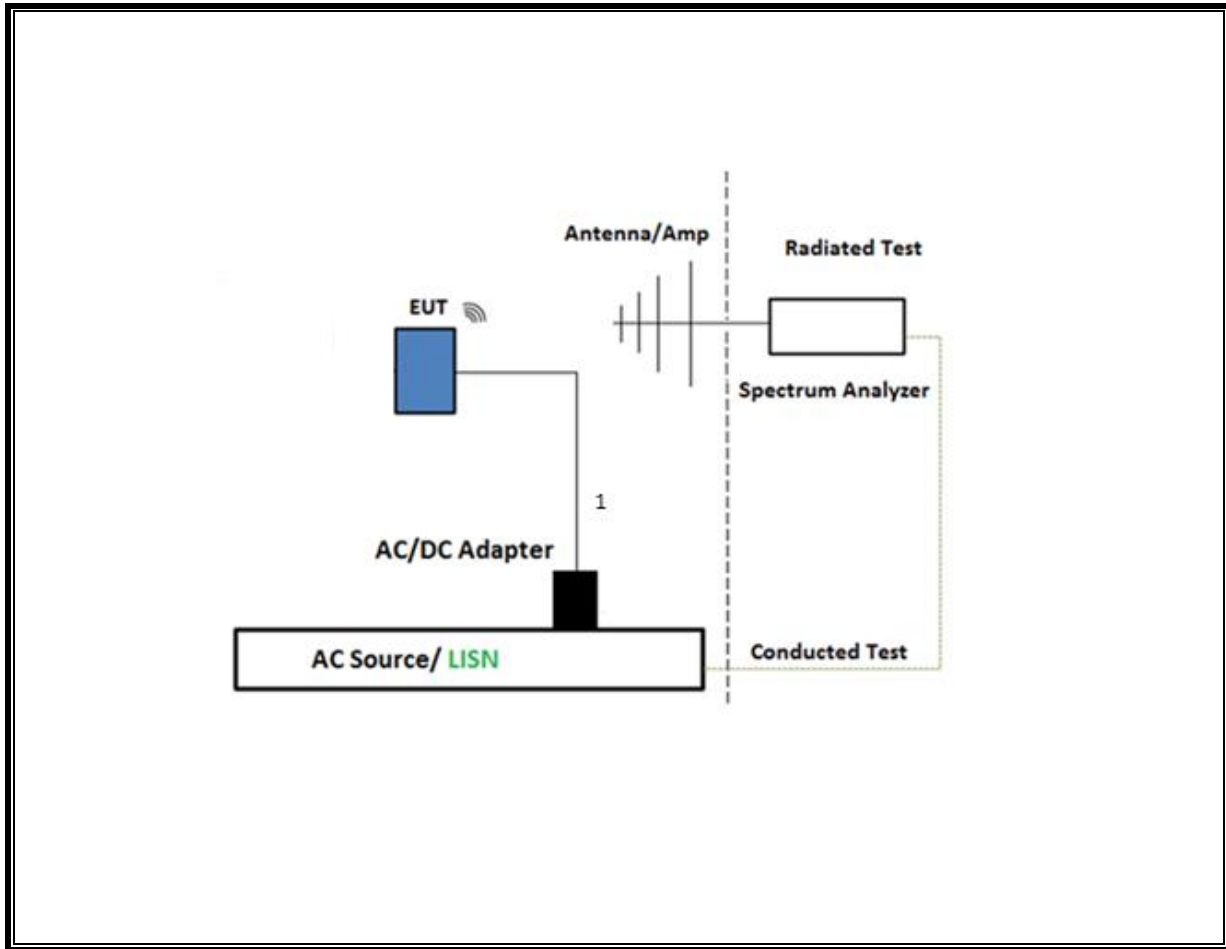 Antenna/Amp
Radiated Test
EUT
Spectrum Analyzer
1
AC/DC Adapter
AC Source/ LISN
Conducted Test